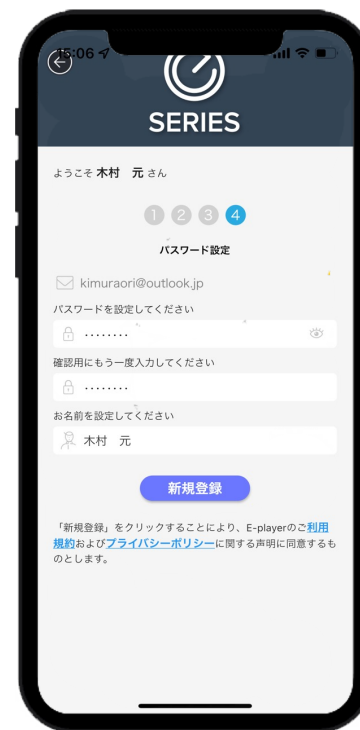 15:06
SERIES
ようこそ 木村　元 さん
1 2 3 4
パスワード設定
kimuraori@outlook.jp
パスワードを設定してください
........
確認用にもう一度入力してください
........
お名前を設定してください
木村　元
新規登録
「新規登録」をクリックすることにより、E-playerのご利用
規約およびプライバシーポリシーに関する声明に同意するも
のとします。